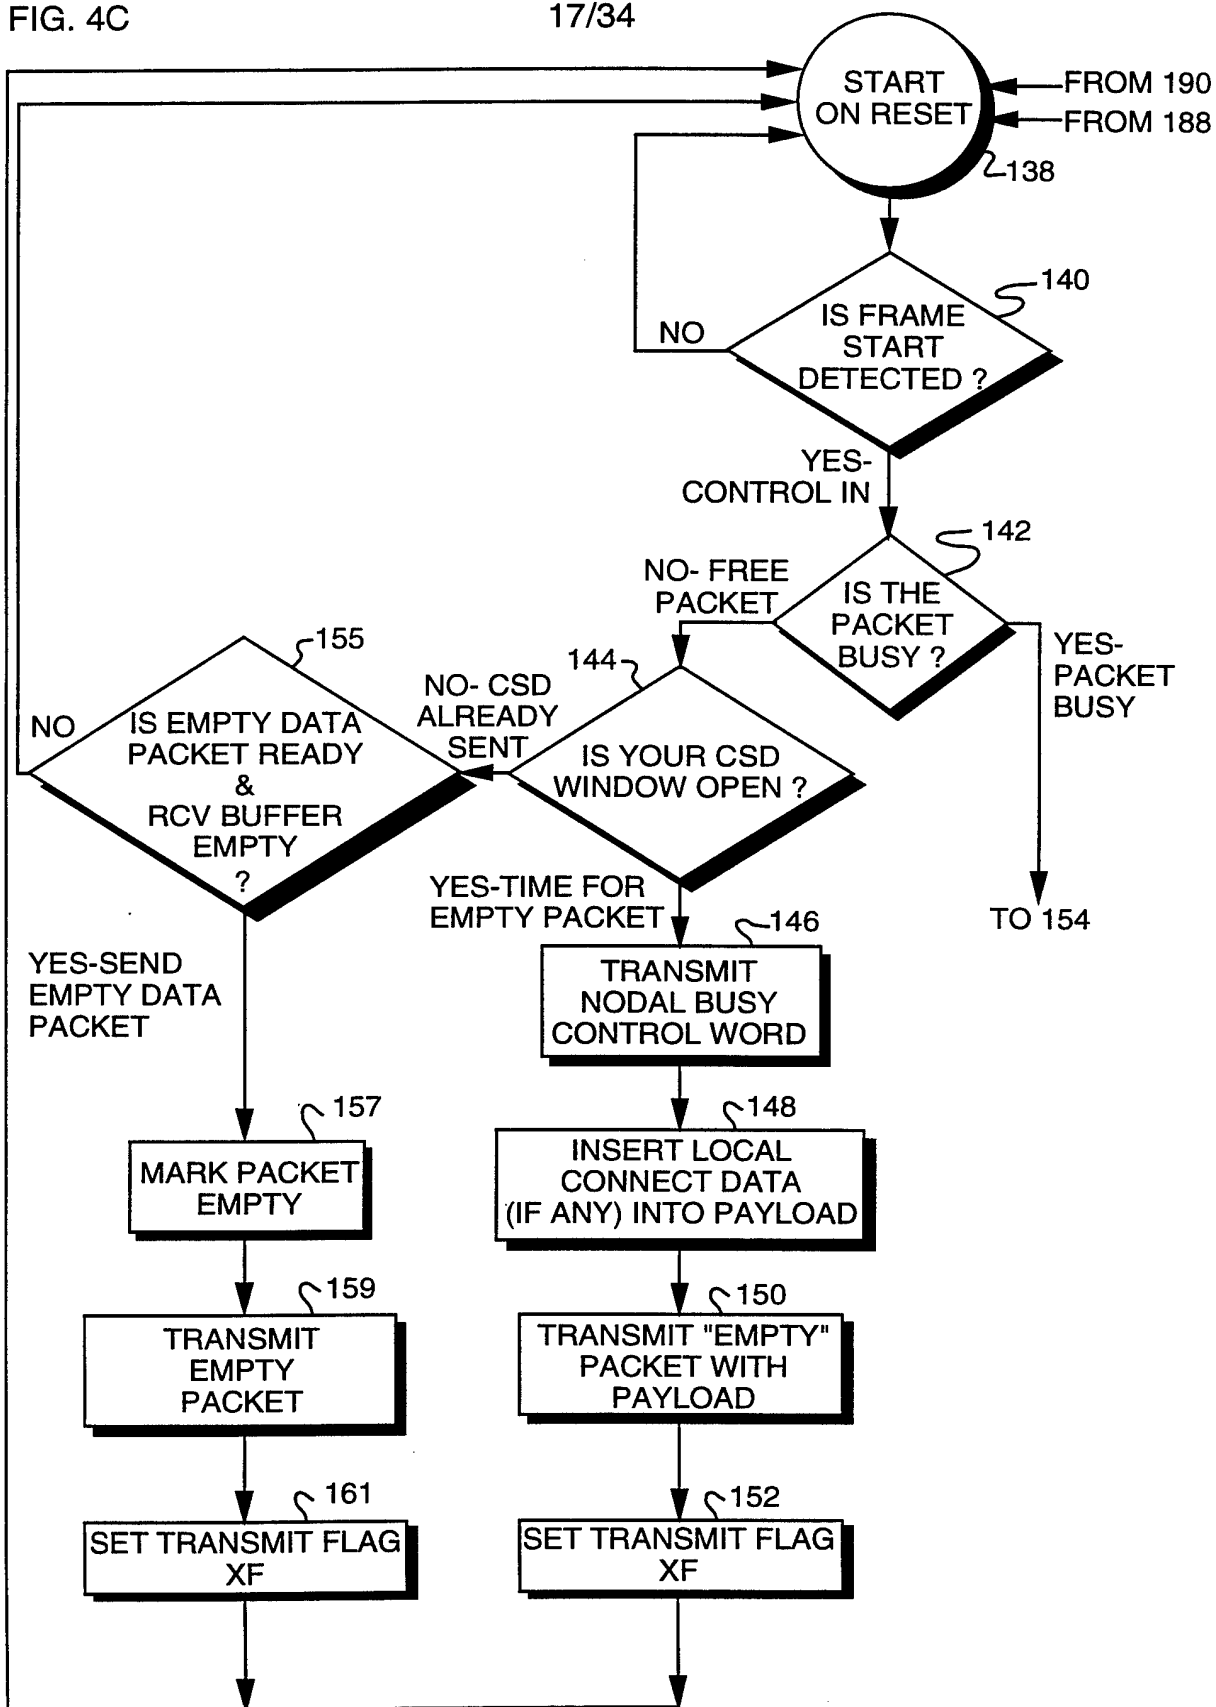 FIG. 4C
17/34
START
ON RESET
FROM 190
FROM 188
138
140
IS FRAME
START
DETECTED ?
NO
YES-
CONTROL IN
142
NO- FREE
PACKET
IS THE
PACKET
BUSY ?
YES-
PACKET
BUSY
TO 154
155
NO
IS EMPTY DATA
PACKET READY
&
RCV BUFFER
EMPTY
?
NO- CSD
ALREADY
SENT
144
IS YOUR CSD
WINDOW OPEN ?
YES-TIME FOR
EMPTY PACKET
YES-SEND
EMPTY DATA
PACKET
146
TRANSMIT
NODAL BUSY
CONTROL WORD
157
MARK PACKET
EMPTY
148
INSERT LOCAL
CONNECT DATA
(IF ANY) INTO PAYLOAD
159
TRANSMIT
EMPTY
PACKET
150
TRANSMIT "EMPTY"
PACKET WITH
PAYLOAD
161
SET TRANSMIT FLAG
XF
152
SET TRANSMIT FLAG
XF